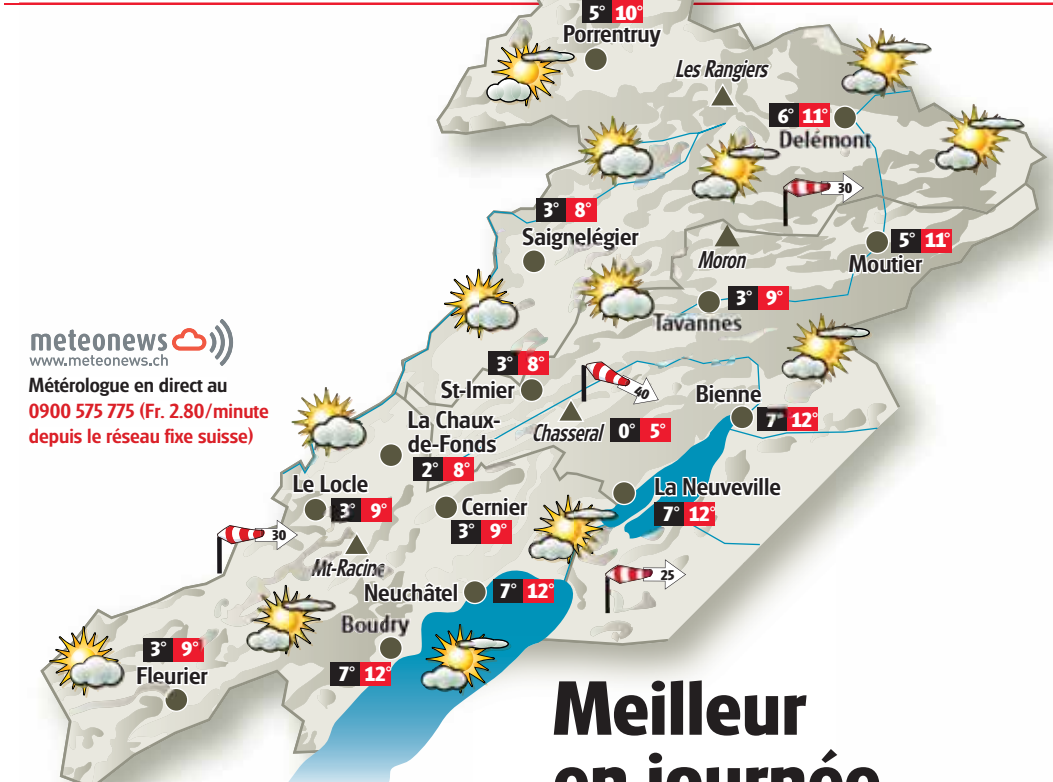 5° 10°
Porrentruy
Les Rangiers
6° 11°
Delémont
30
3° 8°
Saignelégier
5° 11°
Moutier
Moron
3° 9°
Tavannes
meteonews
www.meteonews.ch
Métérologue en direct au
0900 575 775 (Fr. 2.80/minute
depuis le réseau fixe suisse)
3° 8°
St-Imier
40
Bienne
7° 12°
Chasseral 0° 5°
La Chaux-
de-Fonds
2° 8°
Le Locle
3° 9°
Cernier
3° 9°
La Neuveville
7° 12°
30
Mt-Racine
25
Neuchâtel 7° 12°
Boudry
7° 12°
3° 9°
Fleurier
Meilleur
en journée